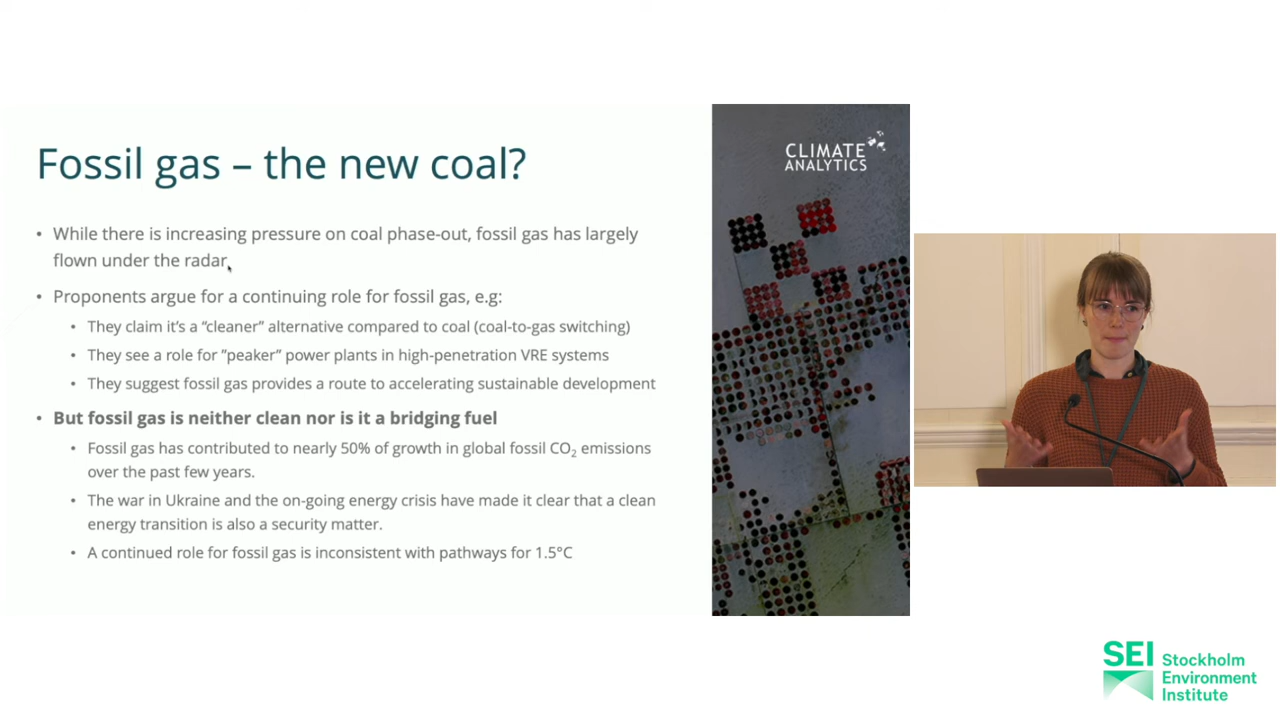 Fossil gas – the new coal?
• While there is increasing pressure on coal phase-out, fossil gas has largely
flown under the radar.
• Proponents argue for a continuing role for fossil gas, e.g:
• They claim it's a “cleaner” alternative compared to coal (coal-to-gas switching)
• They see a role for ”peaker” power plants in high-penetration VRE systems
• They suggest fossil gas provides a route to accelerating sustainable development
• But fossil gas is neither clean nor is it a bridging fuel
• Fossil gas has contributed to nearly 50% of growth in global fossil CO₂ emissions
over the past few years.
• The war in Ukraine and the on-going energy crisis have made it clear that a clean
energy transition is also a security matter.
• A continued role for fossil gas is inconsistent with pathways for 1.5°C
CLIMATE
ANALYTICS
SEI Stockholm
Environment
Institute